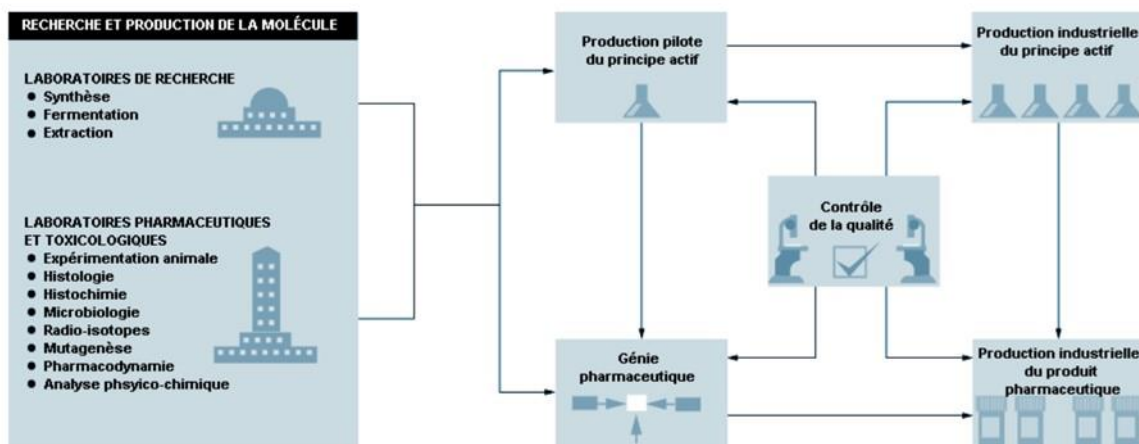 RECHERCHE ET PRODUCTION DE LA MOLÉCULE
LABORATOIRES DE RECHERCHE
● Synthèse
● Fermentation
● Extraction
LABORATOIRES PHARMACEUTIQUES
ET TOXICOLOGIQUES
● Expérimentation animale
● Histologie
● Histochimie
● Microbiologie
● Radio-isotopes
● Mutagenèse
● Pharmacodynamie
● Analyse phsyico-chimique
Production pilote
du principe actif
Production industrielle
du principe actif
Contrôle
de la qualité
Génie
pharmaceutique
Production industrielle
du produit
pharmaceutique